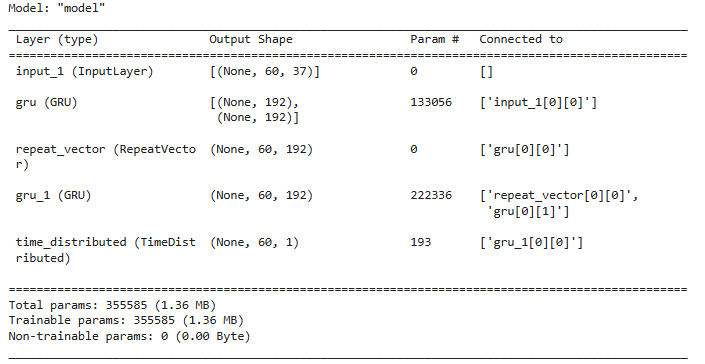 Model: "model"
__________________________________________________________________________________________________
Layer (type)                Output Shape                 Param #   Connected to
==================================================================================================
input_1 (InputLayer)        [(None, 60, 37)]             0         []
gru (GRU)                   [(None, 192),                133056    ['input_1[0][0]']
                             (None, 192)]
repeat_vector (RepeatVecto  (None, 60, 192)              0         ['gru[0][0]']
r)
gru_1 (GRU)                 (None, 60, 192)              222336    ['repeat_vector[0][0]',
                                                                    'gru[0][1]']
time_distributed (TimeDist  (None, 60, 1)                193       ['gru_1[0][0]']
ributed)
==================================================================================================
Total params: 355585 (1.36 MB)
Trainable params: 355585 (1.36 MB)
Non-trainable params: 0 (0.00 Byte)
__________________________________________________________________________________________________